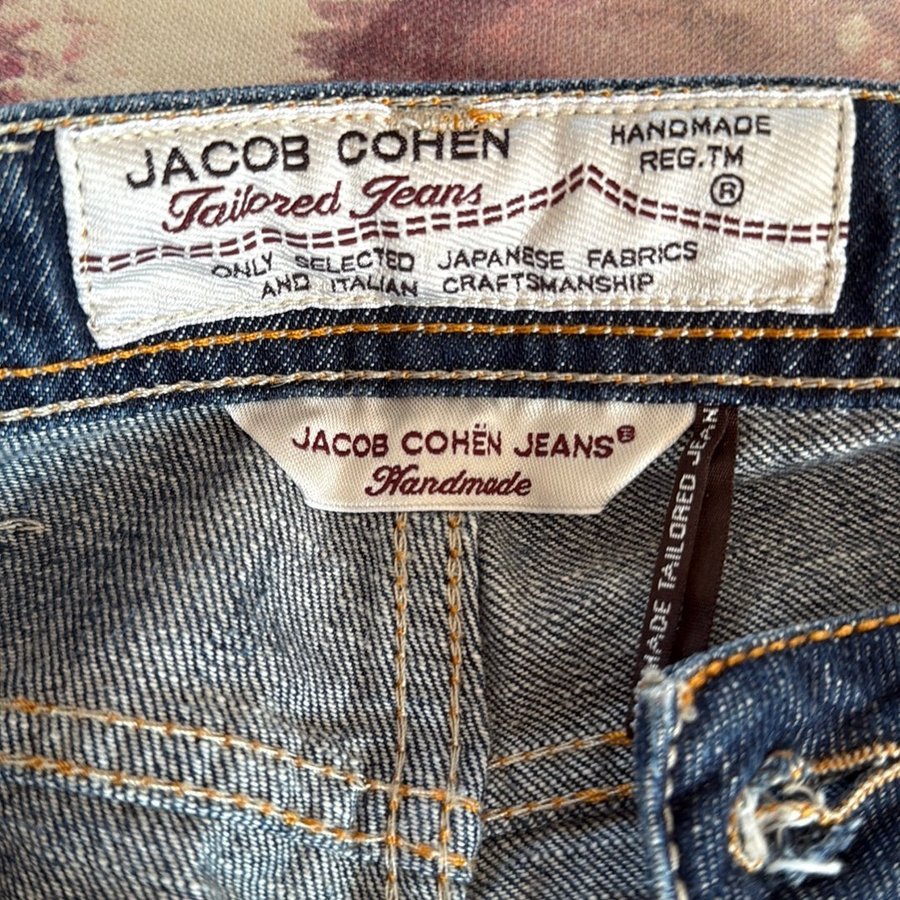 JACOB COHEN
Tailored Jeans
HANDMADE
REG.TM
®
ONLY SELECTED JAPANESE FABRICS
AND ITALIAN CRAFTSMANSHIP
JACOB COHËN JEANS®
Handmade
MADE TAILORED JEAN